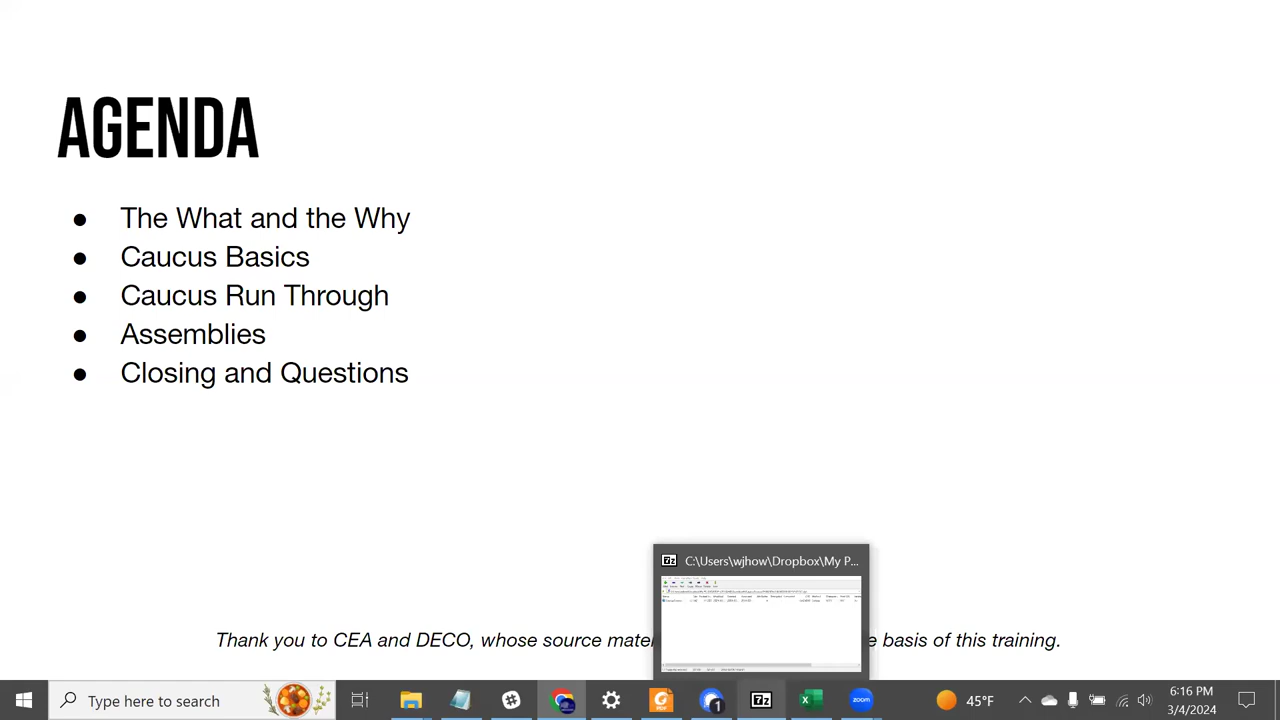 AGENDA
● The What and the Why
● Caucus Basics
● Caucus Run Through
● Assemblies
● Closing and Questions
C:\Users\wjhow\Dropbox\My P...
Thank you to CEA and DECO, whose source mater
e basis of this training.
Type here to search
1
7z
45°F
6:16 PM
3/4/2024